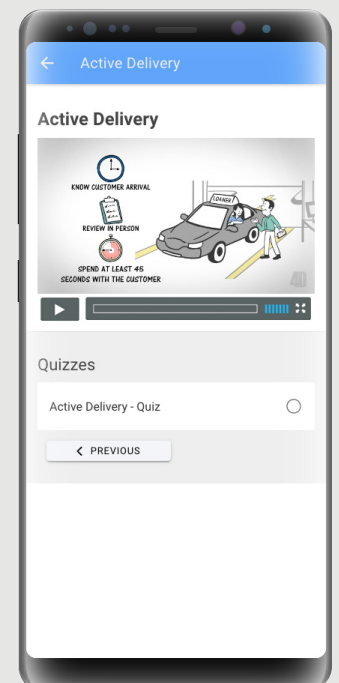 Active Delivery
Active Delivery
KNOW CUSTOMER ARRIVAL
LOANER!
REVIEW IN PERSON
SPEND AT LEAST 45
SECONDS WITH THE CUSTOMER
Quizzes
Active Delivery - Quiz
PREVIOUS